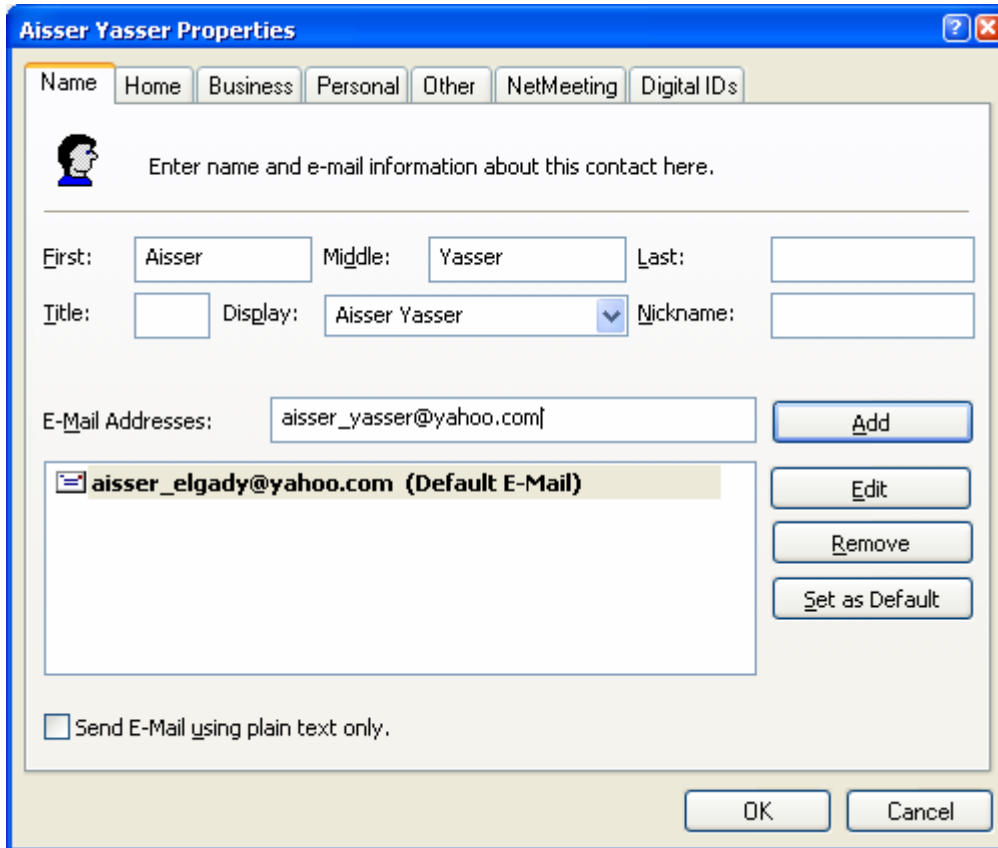 Aisser Yasser Properties
Name Home Business Personal Other NetMeeting Digital IDs
Enter name and e-mail information about this contact here.
First: Aisser Middle: Yasser Last:
Title: Display: Aisser Yasser Nickname:
E-Mail Addresses: aisser_yasser@yahoo.com Add
aisser_elgady@yahoo.com (Default E-Mail) Edit
Remove
Set as Default
Send E-Mail using plain text only.
OK Cancel